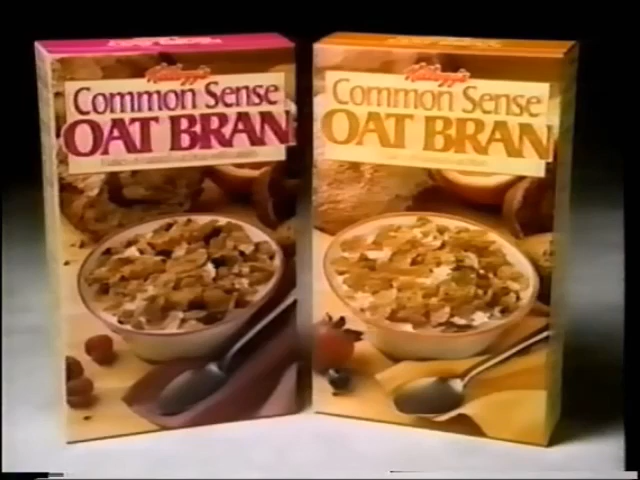 Kellogg's
Common Sense
OAT BRAN
Kellogg's
Common Sense
OAT BRAN